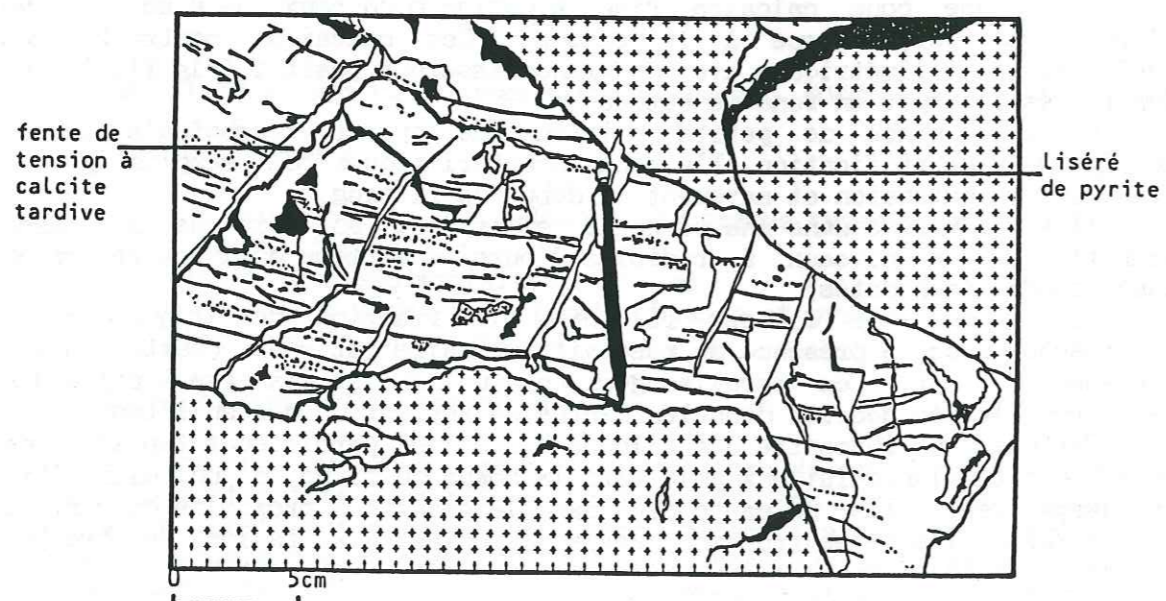 fente de
tension à
calcite
tardive
liséré
de pyrite
0 5cm